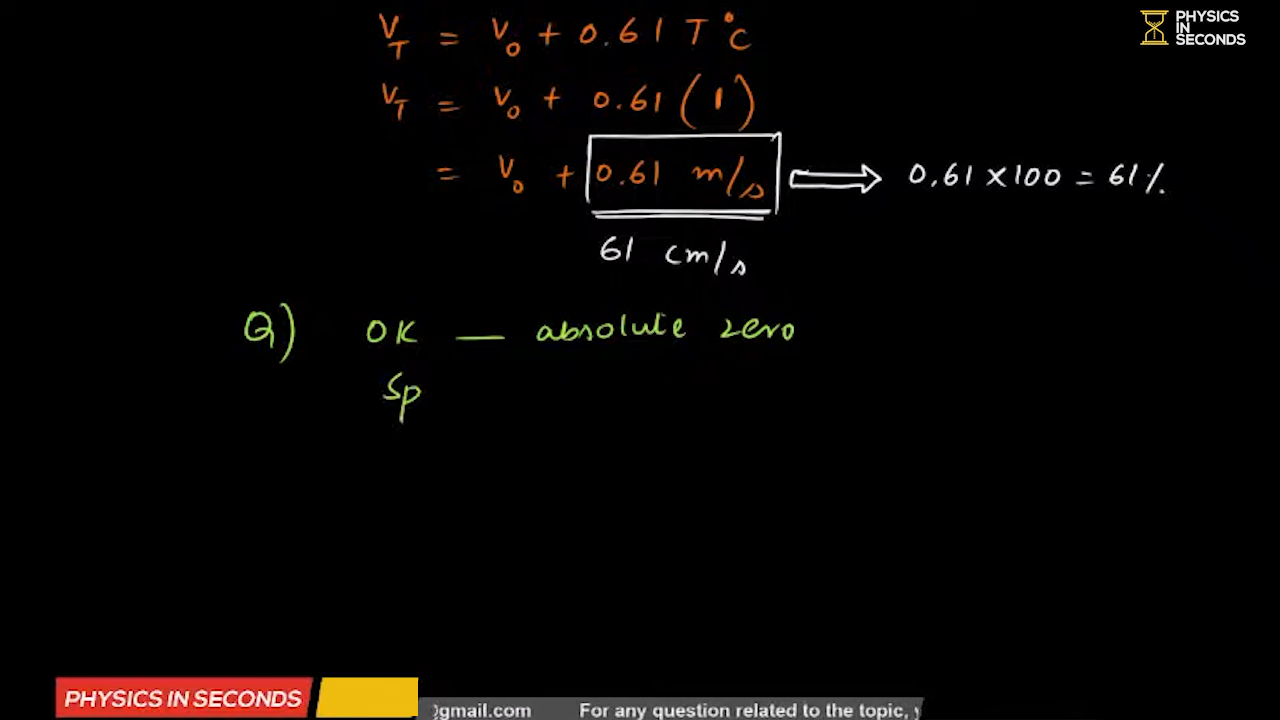 PHYSICS
IN
SECONDS
V_T = V_0 + 0.61 T °C
V_T = V_0 + 0.61 (1)
= V_0 + 0.61 m/s ⟹ 0.61 × 100 = 61 %
61 cm/s
Q) 0K — absolute zero
Sp
PHYSICS IN SECONDS
@gmail.com For any question related to the topic,